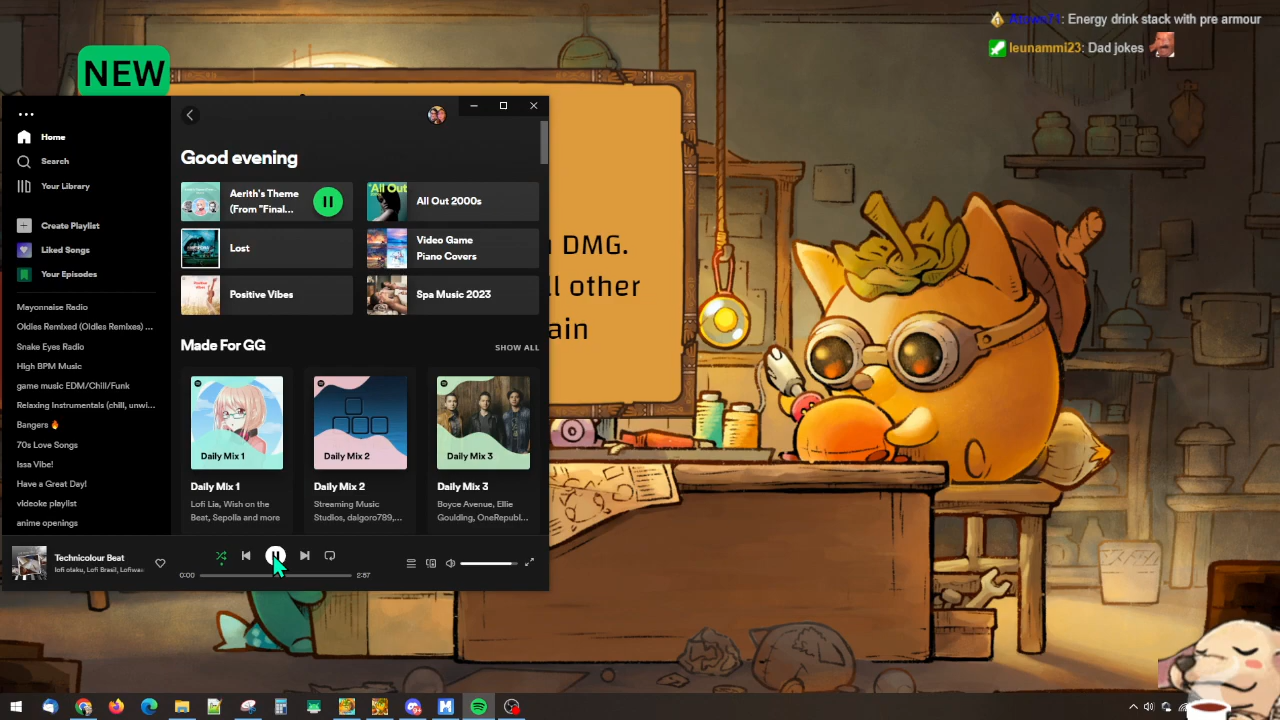 Atown71: Energy drink stack with pre armour
leunammi23: Dad jokes
NEW
Home
Search
Your Library
Create Playlist
Liked Songs
Your Episodes
Mayonnaise Radio
Oldies Remixed (Oldies Remixes) ...
Snake Eyes Radio
High BPM Music
game music EDM/Chill/Funk
Relaxing Instrumentals (chill, unwi...
Bangers 🔥
70s Love Songs
Issa Vibe!
Have a Great Day!
videoke playlist
anime openings
Good evening
Aerith's Theme
(From "Final...
All Out
All Out 2000s
Lost
Video Game
Piano Covers
Positive Vibes
Spa Music 2023
Made For GG
SHOW ALL
Daily Mix 1
Daily Mix 2
Daily Mix 3
Daily Mix 1
Lofi Lia, Wish on the
Beat, Sepolla and more
Daily Mix 2
Streaming Music
Studios, dalgoro789,...
Daily Mix 3
Boyce Avenue, Ellie
Goulding, OneRepubl...
Technicolour Beat
lofi otaku, Lofi Brasil, Lofiwa
0:00
2:57
DMG.
ll other
ain